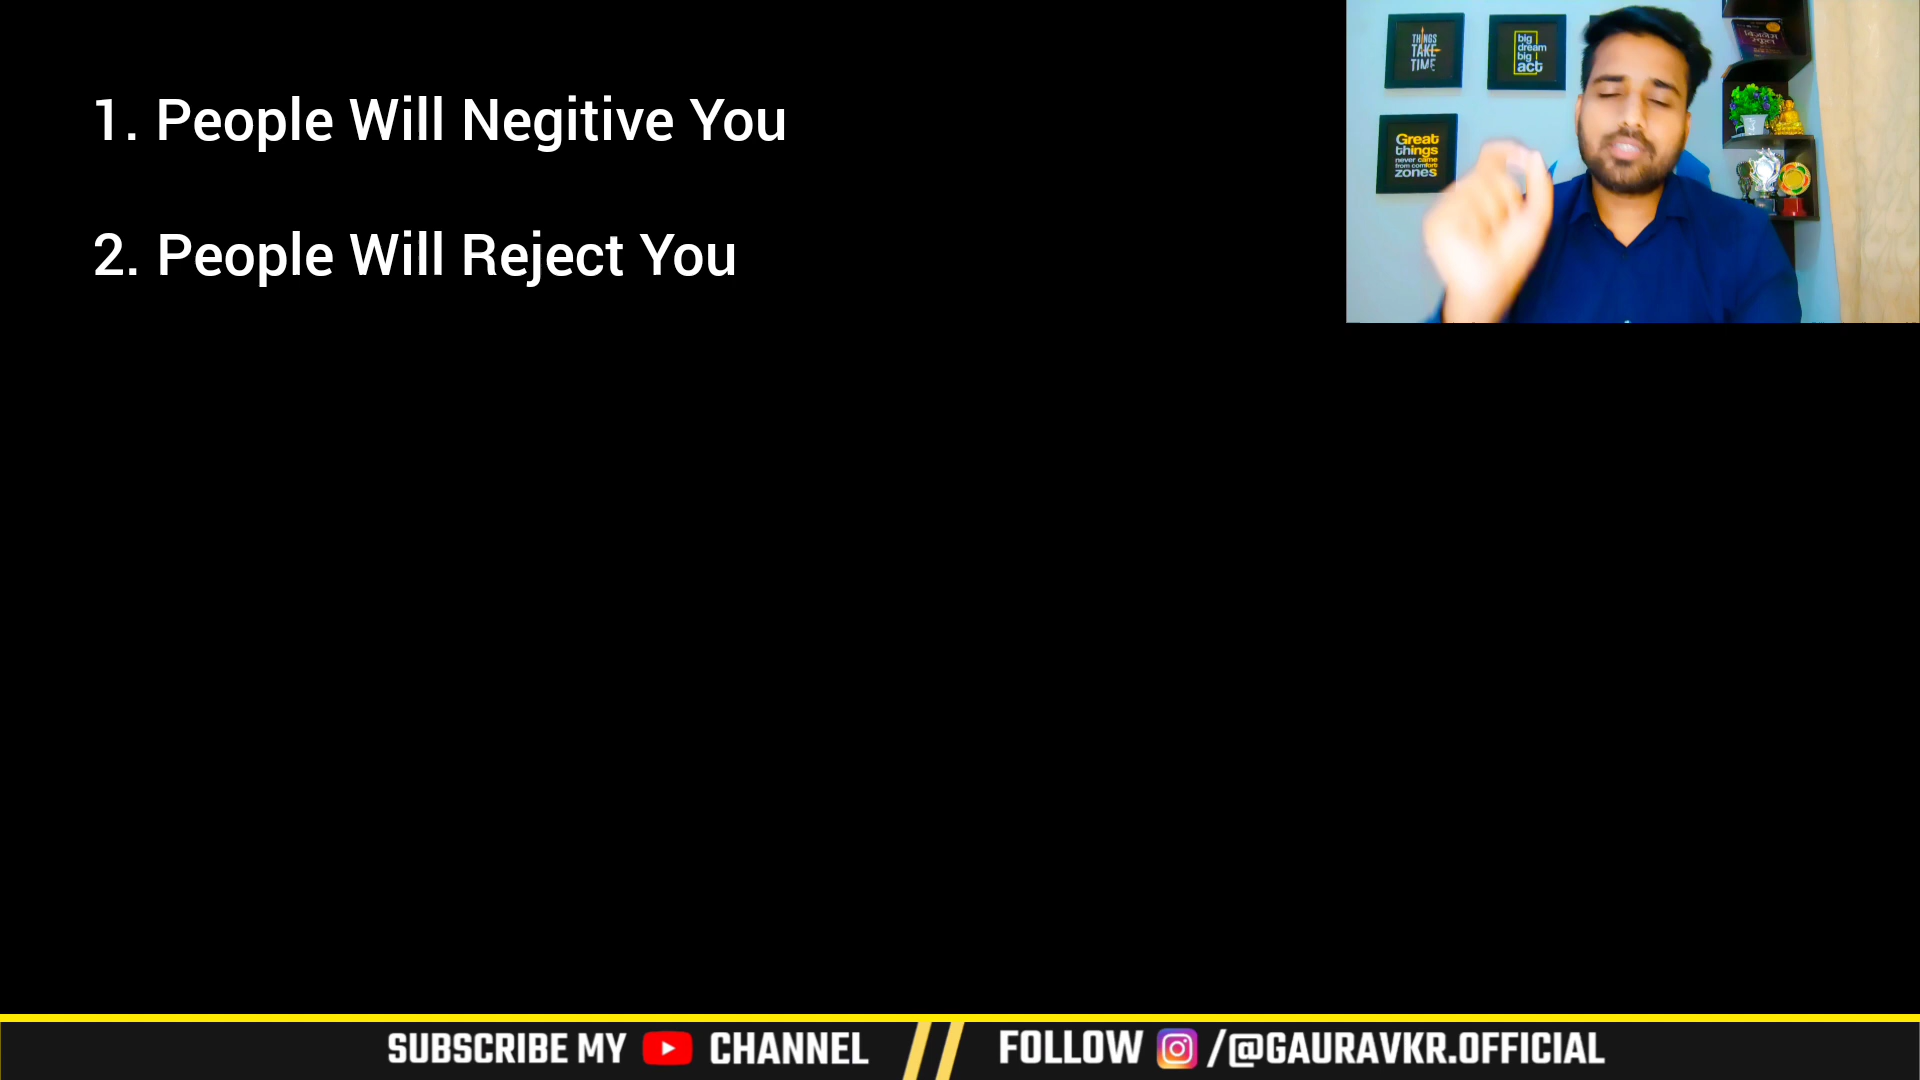 1. People Will Negitive You
2. People Will Reject You
THINGS
TAKE
TIME
big
dream
big
act
Great
things
never came
from comfort
zones
SUBSCRIBE MY CHANNEL
FOLLOW /@GAURAVKR.OFFICIAL